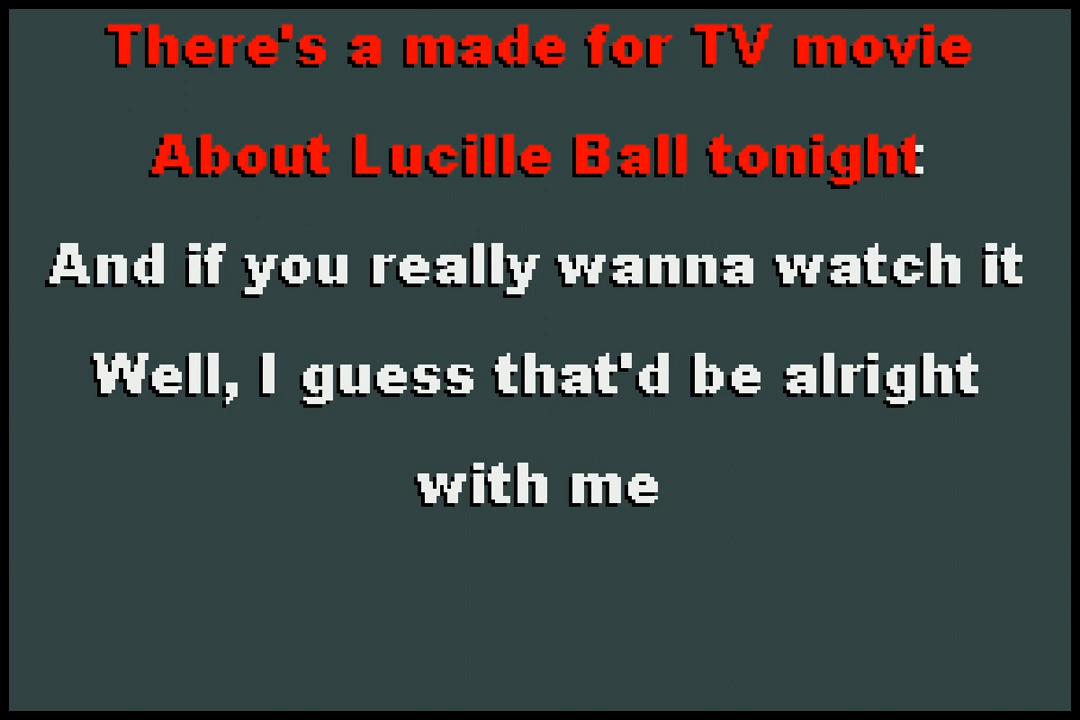 There's a made for TV movie
About Lucille Ball tonight
And if you really wanna watch it
Well, I guess that'd be alright
with me